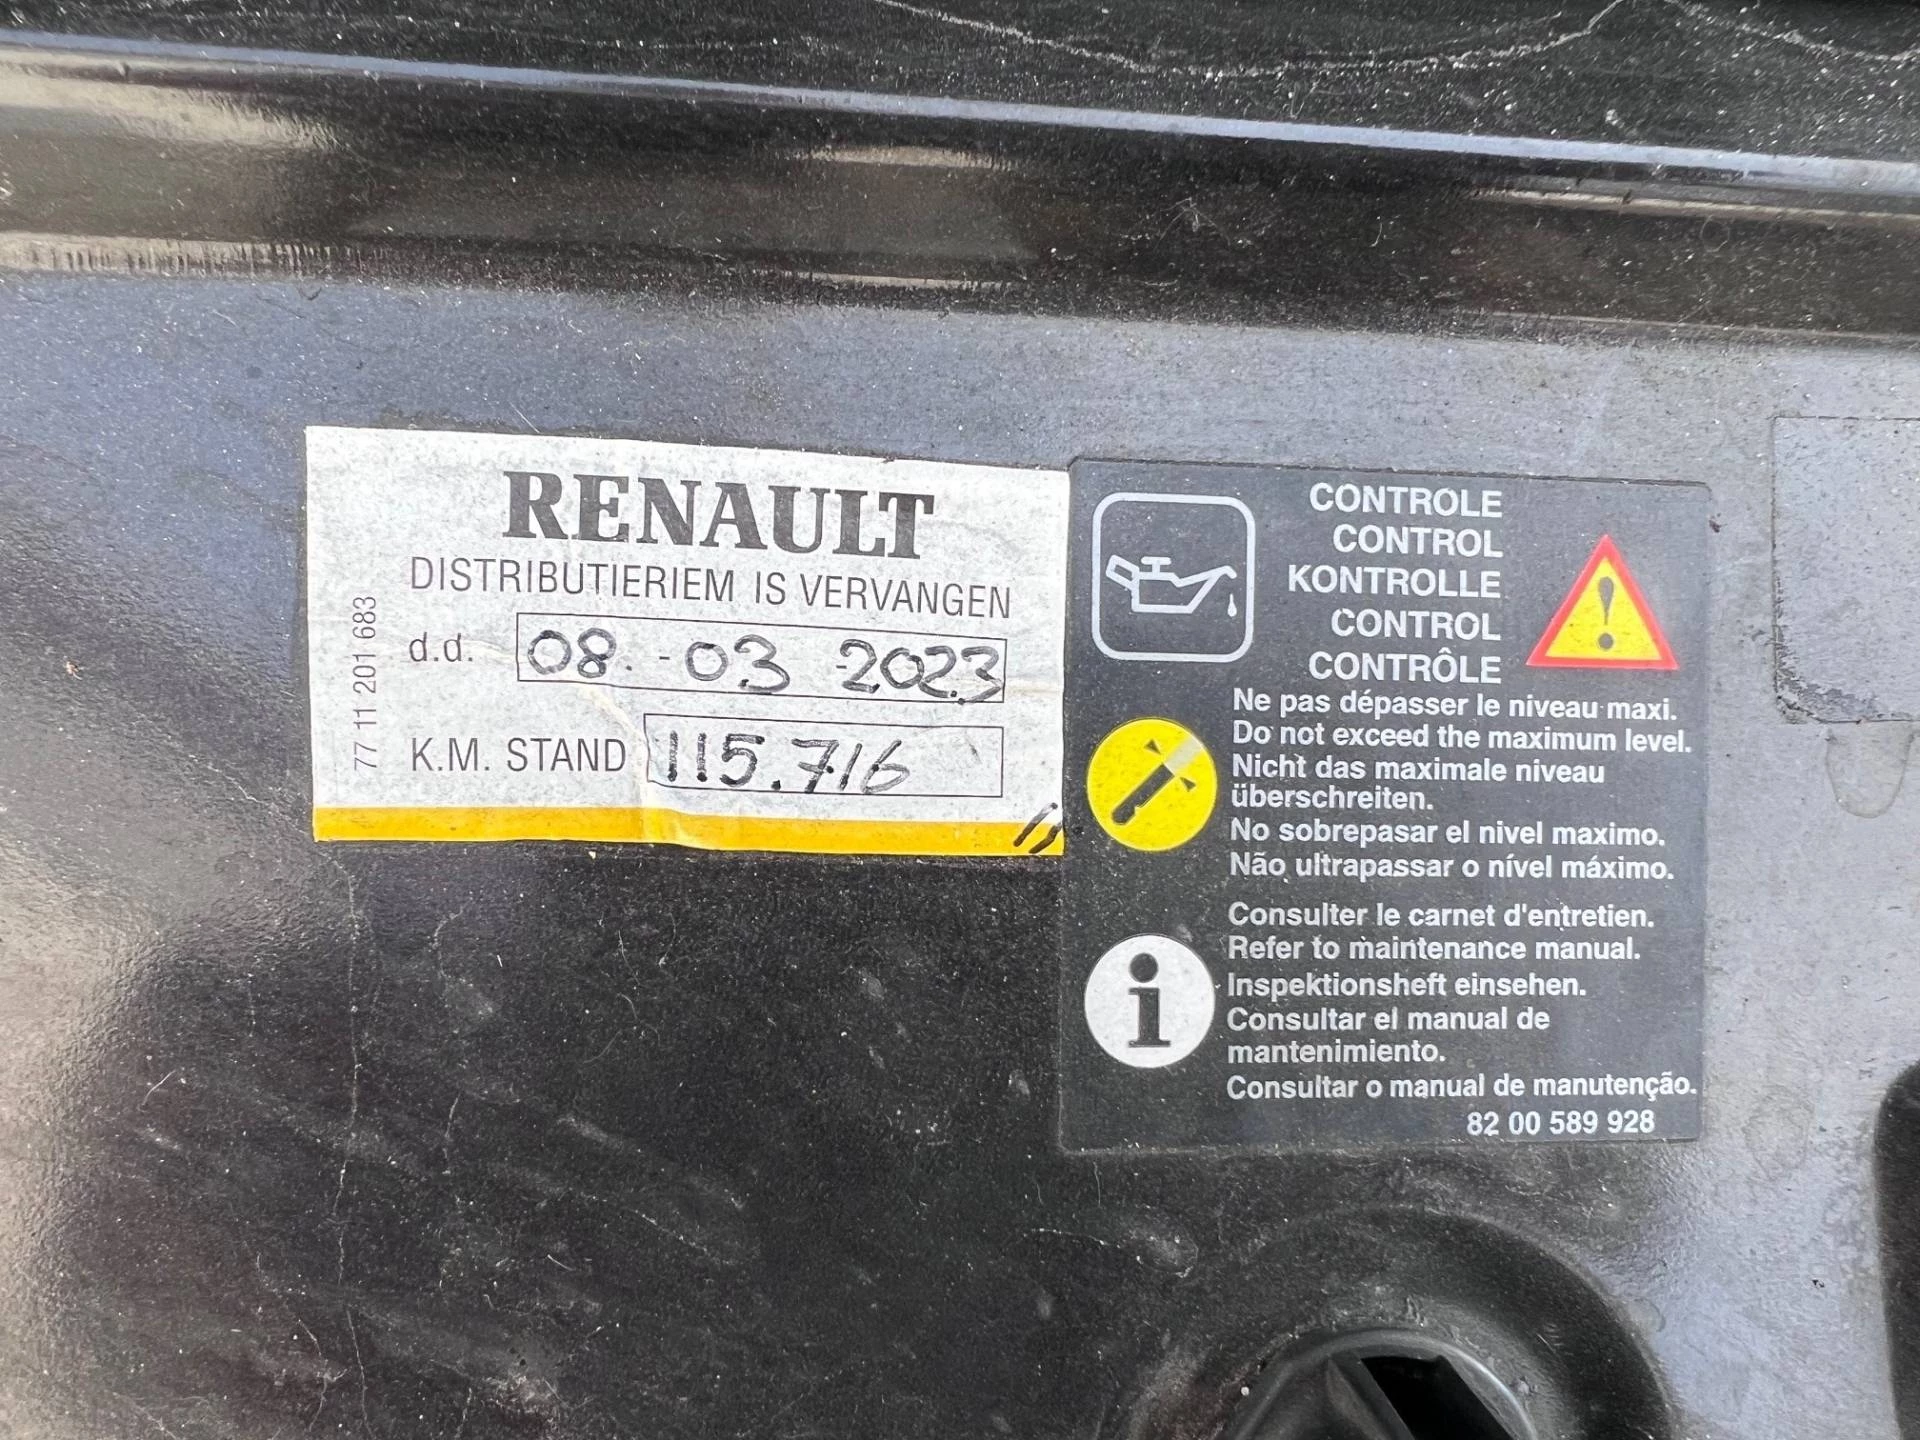 RENAULT
DISTRIBUTIERIEM IS VERVANGEN
d.d. 08.-03-2023
K.M. STAND 115.716
77 11 201 683
CONTROLE
CONTROL
KONTROLLE
CONTROL
CONTRÔLE
Ne pas dépasser le niveau maxi.
Do not exceed the maximum level.
Nicht das maximale niveau
überschreiten.
No sobrepasar el nivel maximo.
Não ultrapassar o nível máximo.
Consulter le carnet d'entretien.
Refer to maintenance manual.
Inspektionsheft einsehen.
Consultar el manual de
mantenimiento.
Consultar o manual de manutenção.
82 00 589 928